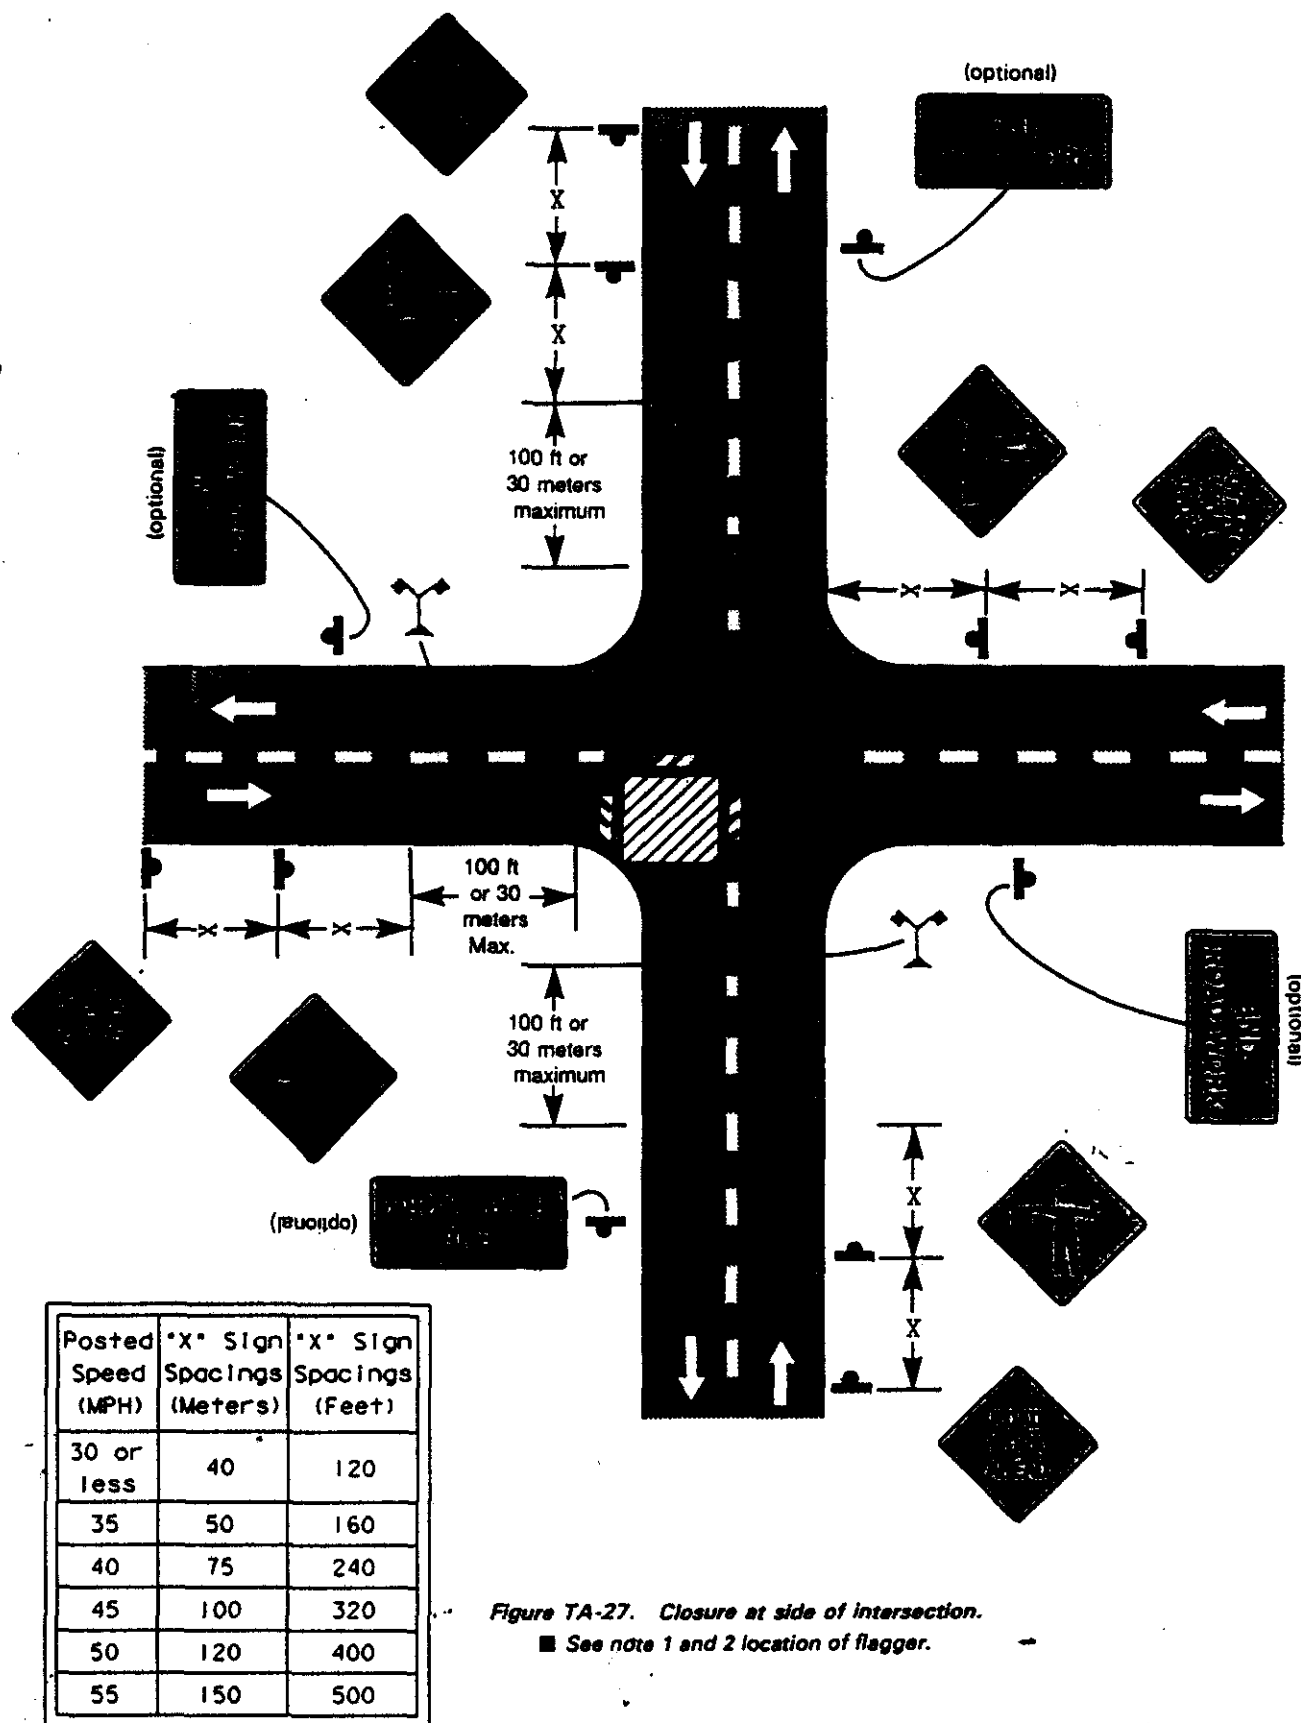 (optional)
X
X
100 ft or
30 meters
maximum
(optional)
X
X
100 ft
or 30
meters
Max.
X
X
100 ft or
30 meters
maximum
END
ROAD WORK
(optional)
X
X
(optional)
Posted Speed (MPH) "X" Sign Spacings (Meters) "X" Sign Spacings (Feet)
30 or less 40 120
35 50 160
40 75 240
45 100 320
50 120 400
55 150 500
Figure TA-27. Closure at side of intersection.
■ See note 1 and 2 location of flagger.